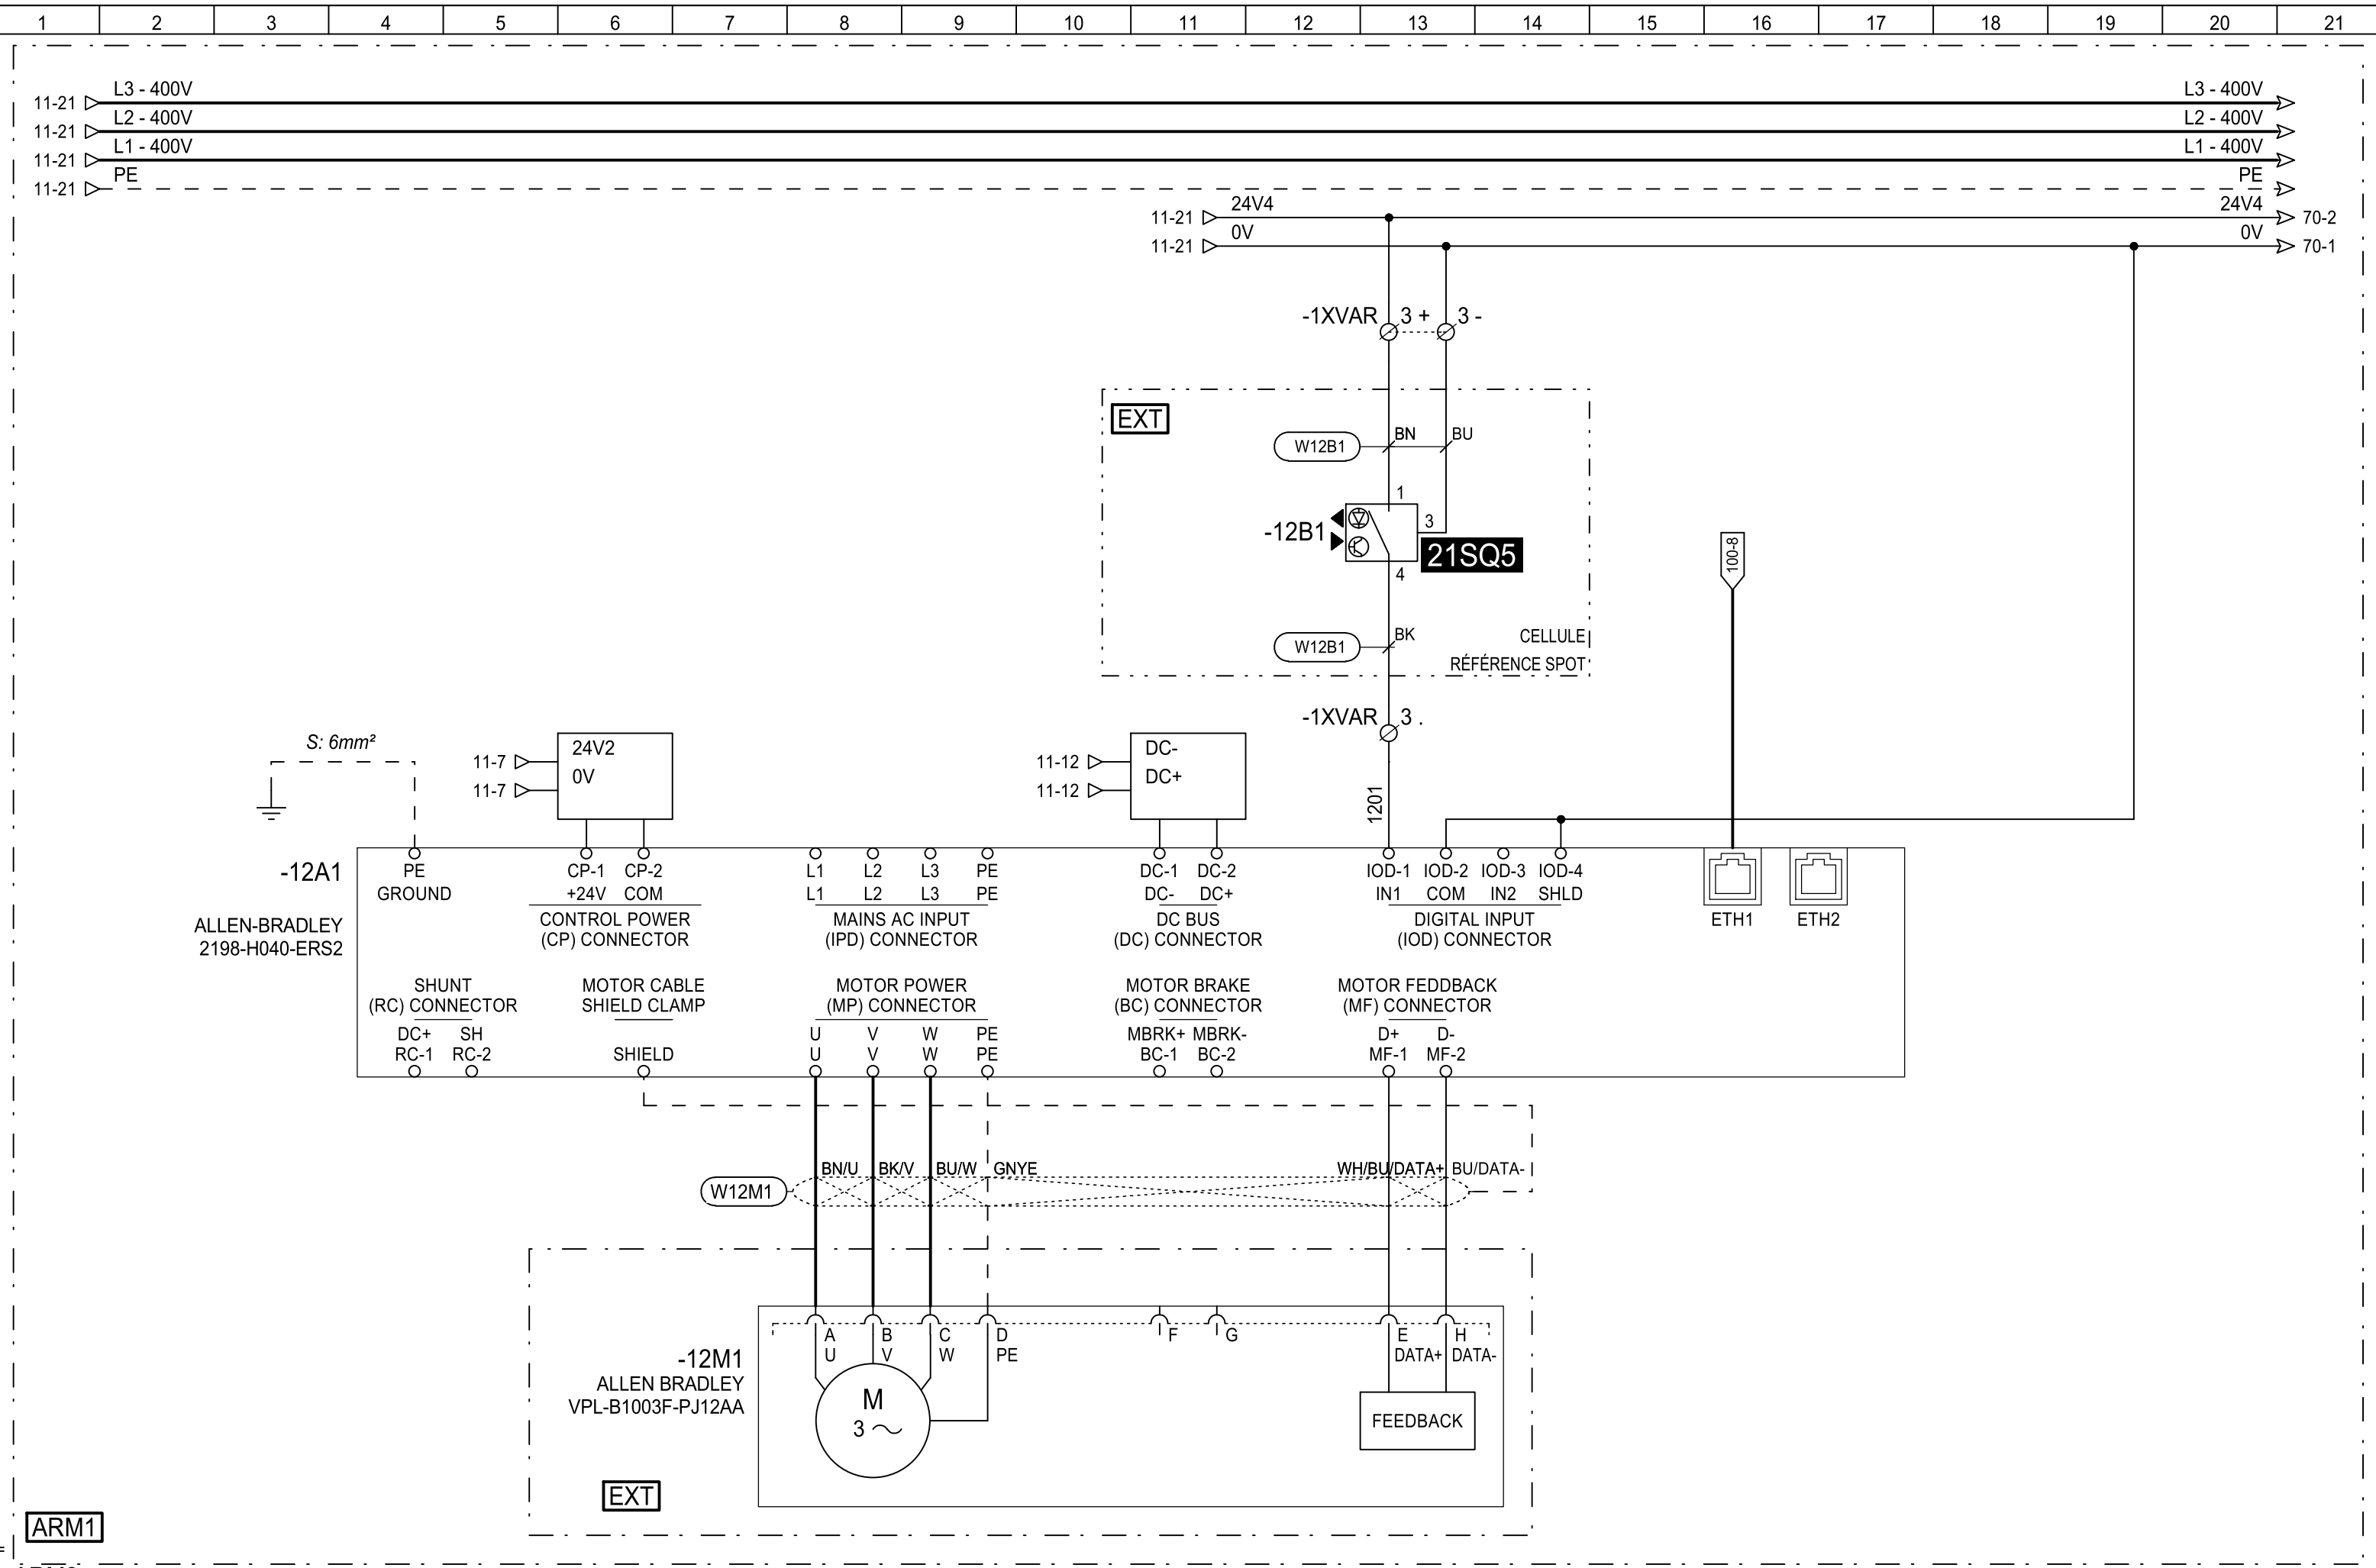 1 2 3 4 5 6 7 8 9 10 11 12 13 14 15 16 17 18 19 20 21
L3 - 400V L3 - 400V
11-21
L2 - 400V L2 - 400V
11-21
L1 - 400V L1 - 400V
11-21
PE PE
11-21
24V4 24V4
11-21 70-2
0V 0V
11-21 70-1
-1XVAR 3 + 3 -
EXT
W12B1 BN BU
1
-12B1 3
21SQ5
4
100-8
W12B1 BK
CELLULE
RÉFÉRENCE SPOT
-1XVAR 3 .
S: 6mm²
24V2 DC-
11-7 11-12
0V DC+
11-7 11-12
1201
-12A1
PE CP-1 CP-2 L1 L2 L3 PE DC-1 DC-2 IOD-1 IOD-2 IOD-3 IOD-4
GROUND +24V COM L1 L2 L3 PE DC- DC+ IN1 COM IN2 SHLD
ALLEN-BRADLEY
2198-H040-ERS2
CONTROL POWER MAINS AC INPUT DC BUS DIGITAL INPUT ETH1 ETH2
(CP) CONNECTOR (IPD) CONNECTOR (DC) CONNECTOR (IOD) CONNECTOR
SHUNT MOTOR CABLE MOTOR POWER MOTOR BRAKE MOTOR FEDDBACK
(RC) CONNECTOR SHIELD CLAMP (MP) CONNECTOR (BC) CONNECTOR (MF) CONNECTOR
DC+ SH U V W PE MBRK+ MBRK- D+ D-
RC-1 RC-2 SHIELD U V W PE BC-1 BC-2 MF-1 MF-2
BN/U BK/V BU/W GNYE WH/BU/DATA+ BU/DATA-
W12M1
A B C D F G E H
U V W PE DATA+ DATA-
-12M1
ALLEN BRADLEY
VPL-B1003F-PJ12AA
M
3
FEEDBACK
EXT
ARM1